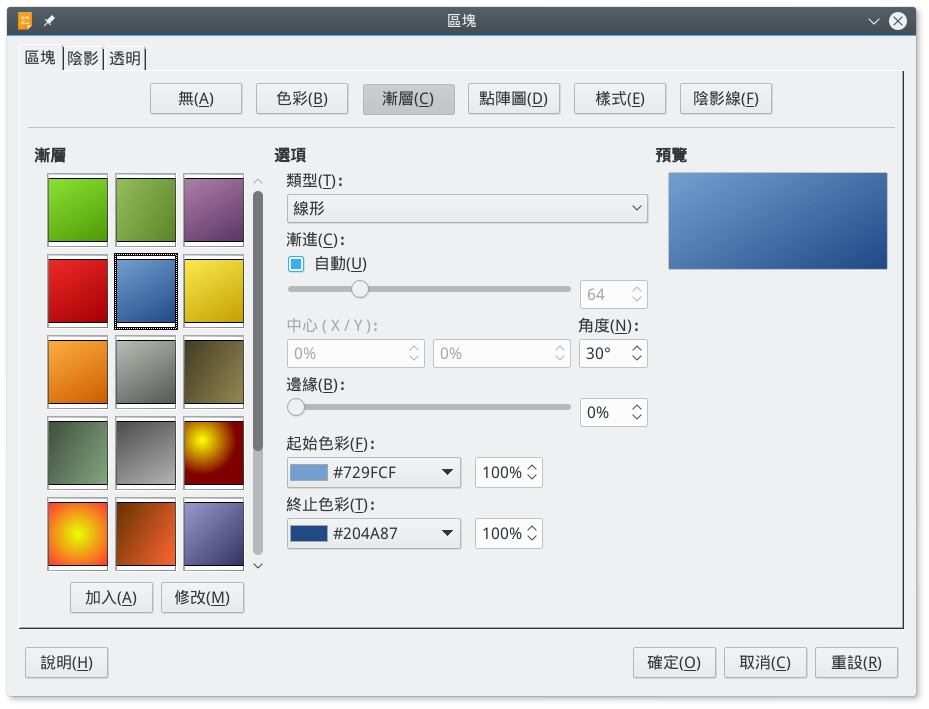 區塊
區塊 陰影 透明
無(A) 色彩(B) 漸層(C) 點陣圖(D) 樣式(E) 陰影線(F)
漸層 選項 預覽
類型(T):
線形
漸進(C):
自動(U)
64
中心 ( X / Y ): 角度(N):
0% 0% 30°
邊緣(B):
0%
起始色彩(F):
#729FCF 100%
終止色彩(T):
#204A87 100%
加入(A) 修改(M)
說明(H) 確定(O) 取消(C) 重設(R)